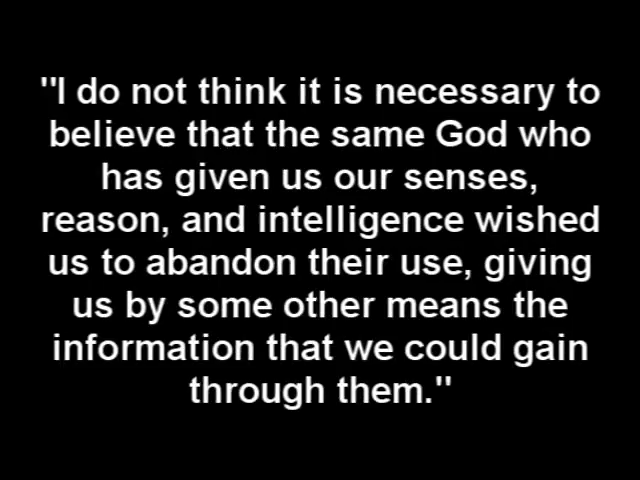 "I do not think it is necessary to
believe that the same God who
has given us our senses,
reason, and intelligence wished
us to abandon their use, giving
us by some other means the
information that we could gain
through them."